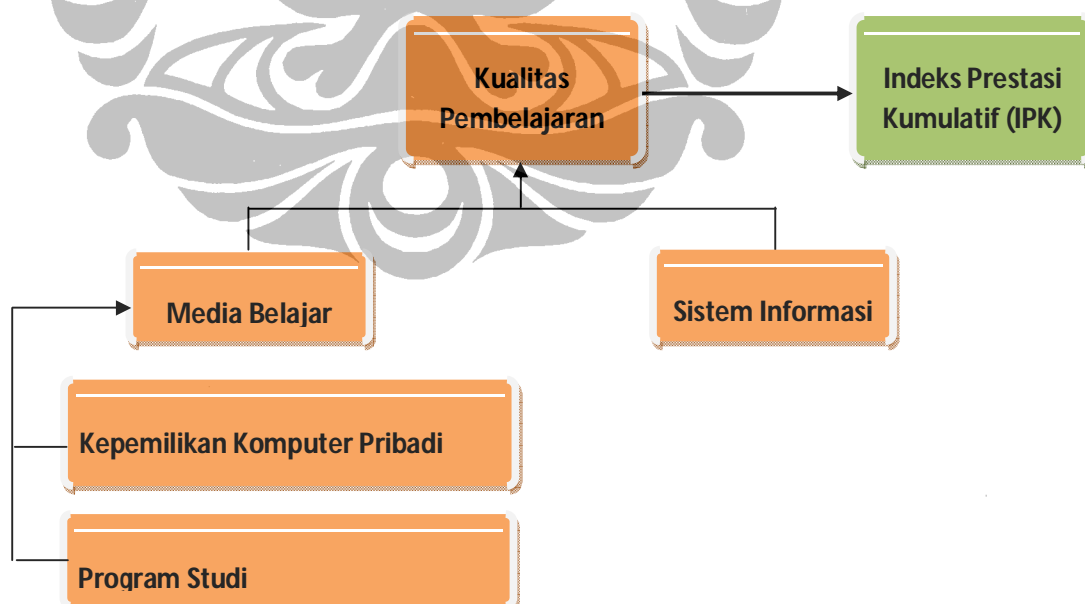 Kualitas
Pembelajaran
Indeks Prestasi
Kumulatif (IPK)
Media Belajar
Sistem Informasi
Kepemilikan Komputer Pribadi
Program Studi